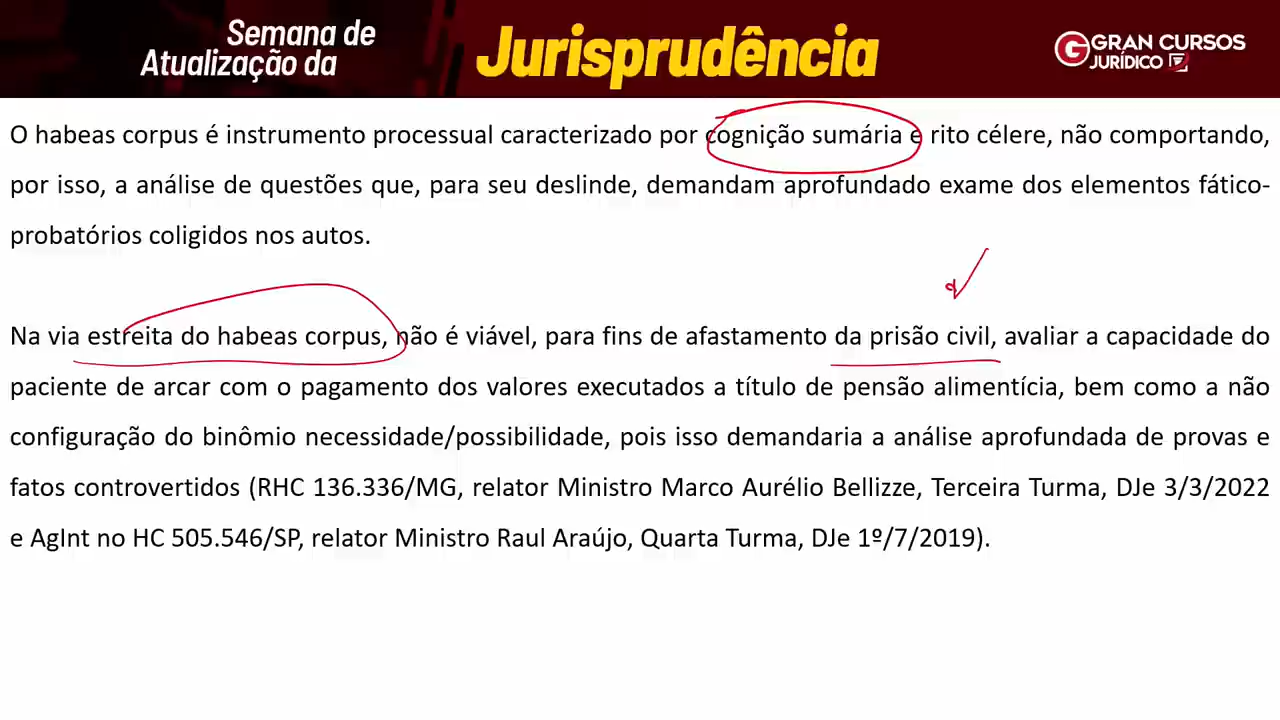 Semana de
Atualização da
Jurisprudência
GRAN CURSOS
JURÍDICO
O habeas corpus é instrumento processual caracterizado por cognição sumária e rito célere, não comportando,
por isso, a análise de questões que, para seu deslinde, demandam aprofundado exame dos elementos fático-
probatórios coligidos nos autos.
Na via estreita do habeas corpus, não é viável, para fins de afastamento da prisão civil, avaliar a capacidade do
paciente de arcar com o pagamento dos valores executados a título de pensão alimentícia, bem como a não
configuração do binômio necessidade/possibilidade, pois isso demandaria a análise aprofundada de provas e
fatos controvertidos (RHC 136.336/MG, relator Ministro Marco Aurélio Bellizze, Terceira Turma, DJe 3/3/2022
e AgInt no HC 505.546/SP, relator Ministro Raul Araújo, Quarta Turma, DJe 1º/7/2019).